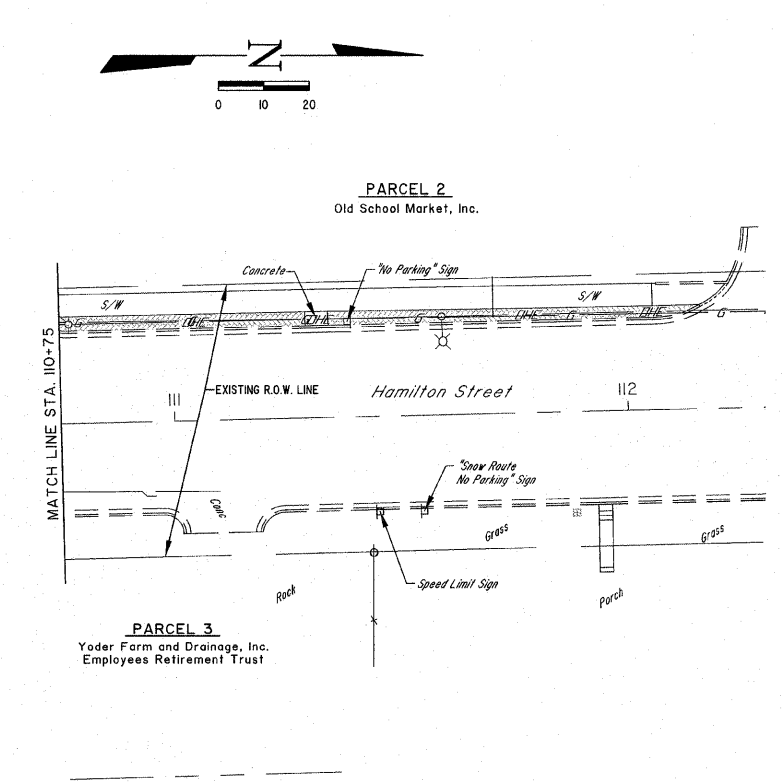 N
0 10 20
PARCEL 2
Old School Market, Inc.
Concrete
"No Parking" Sign
S/W
S/W
G OHE OHE G OHE G OHE G
MATCH LINE STA. 110+75
EXISTING R.O.W. LINE
Hamilton Street
111
112
"Snow Route
No Parking" Sign
Conc
Grass
Grass
Speed Limit Sign
Rock
Porch
PARCEL 3
Yoder Farm and Drainage, Inc.
Employees Retirement Trust